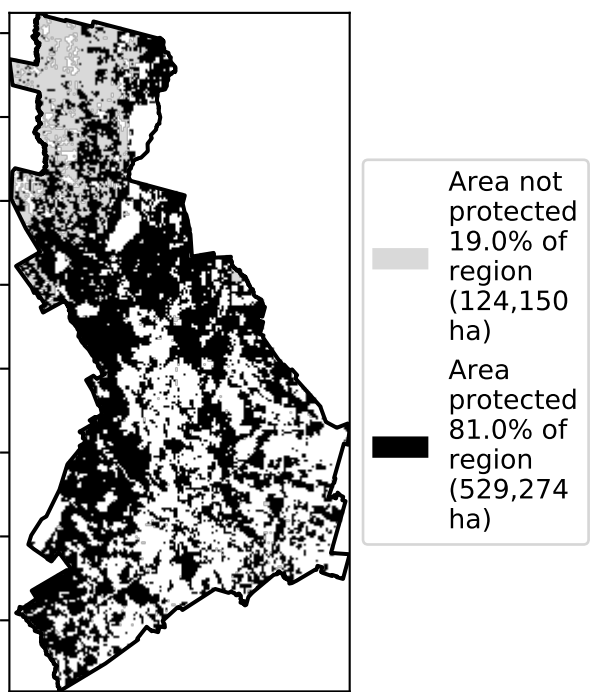 Area not
protected
19.0% of
region
(124,150
ha)
Area
protected
81.0% of
region
(529,274
ha)